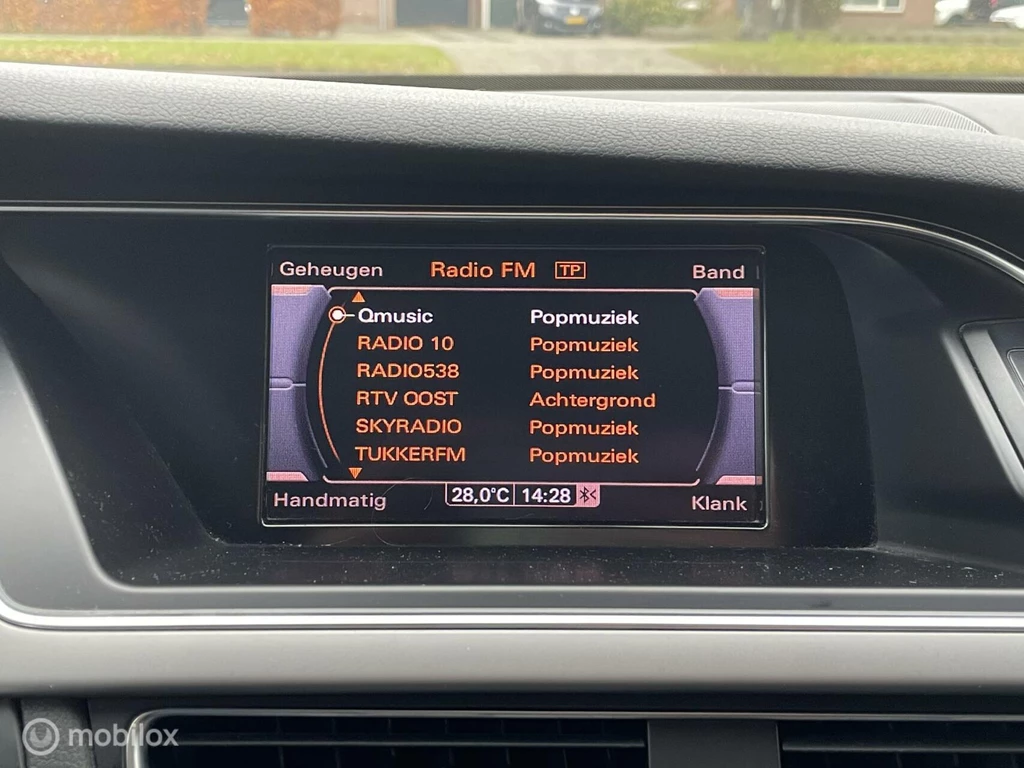 Geheugen Radio FM TP Band
Qmusic Popmuziek
RADIO 10 Popmuziek
RADIO538 Popmuziek
RTV OOST Achtergrond
SKYRADIO Popmuziek
TUKKERFM Popmuziek
Handmatig 28,0°C 14:28 Klank
mobilox